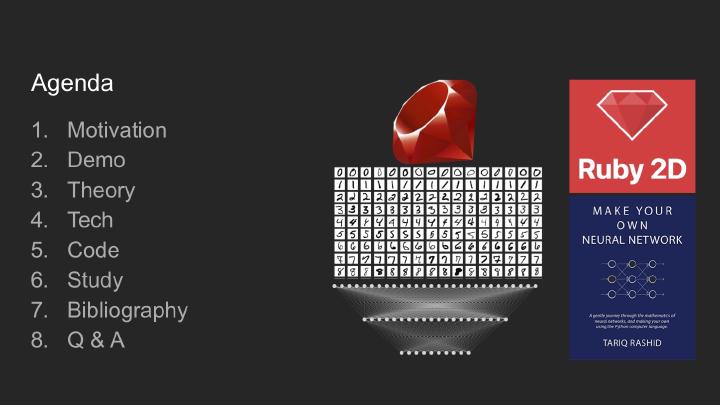 Agenda
1. Motivation
2. Demo
3. Theory
4. Tech
5. Code
6. Study
7. Bibliography
8. Q & A
Ruby 2D
MAKE YOUR
OWN
NEURAL NETWORK
A gentle journey through the mathematics of
neural networks, and making your own
using the Python computer language.
TARIQ RASHID